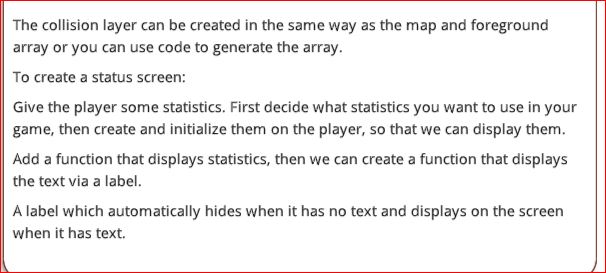 The collision layer can be created in the same way as the map and foreground
array or you can use code to generate the array.
To create a status screen:
Give the player some statistics. First decide what statistics you want to use in your
game, then create and initialize them on the player, so that we can display them.
Add a function that displays statistics, then we can create a function that displays
the text via a label.
A label which automatically hides when it has no text and displays on the screen
when it has text.